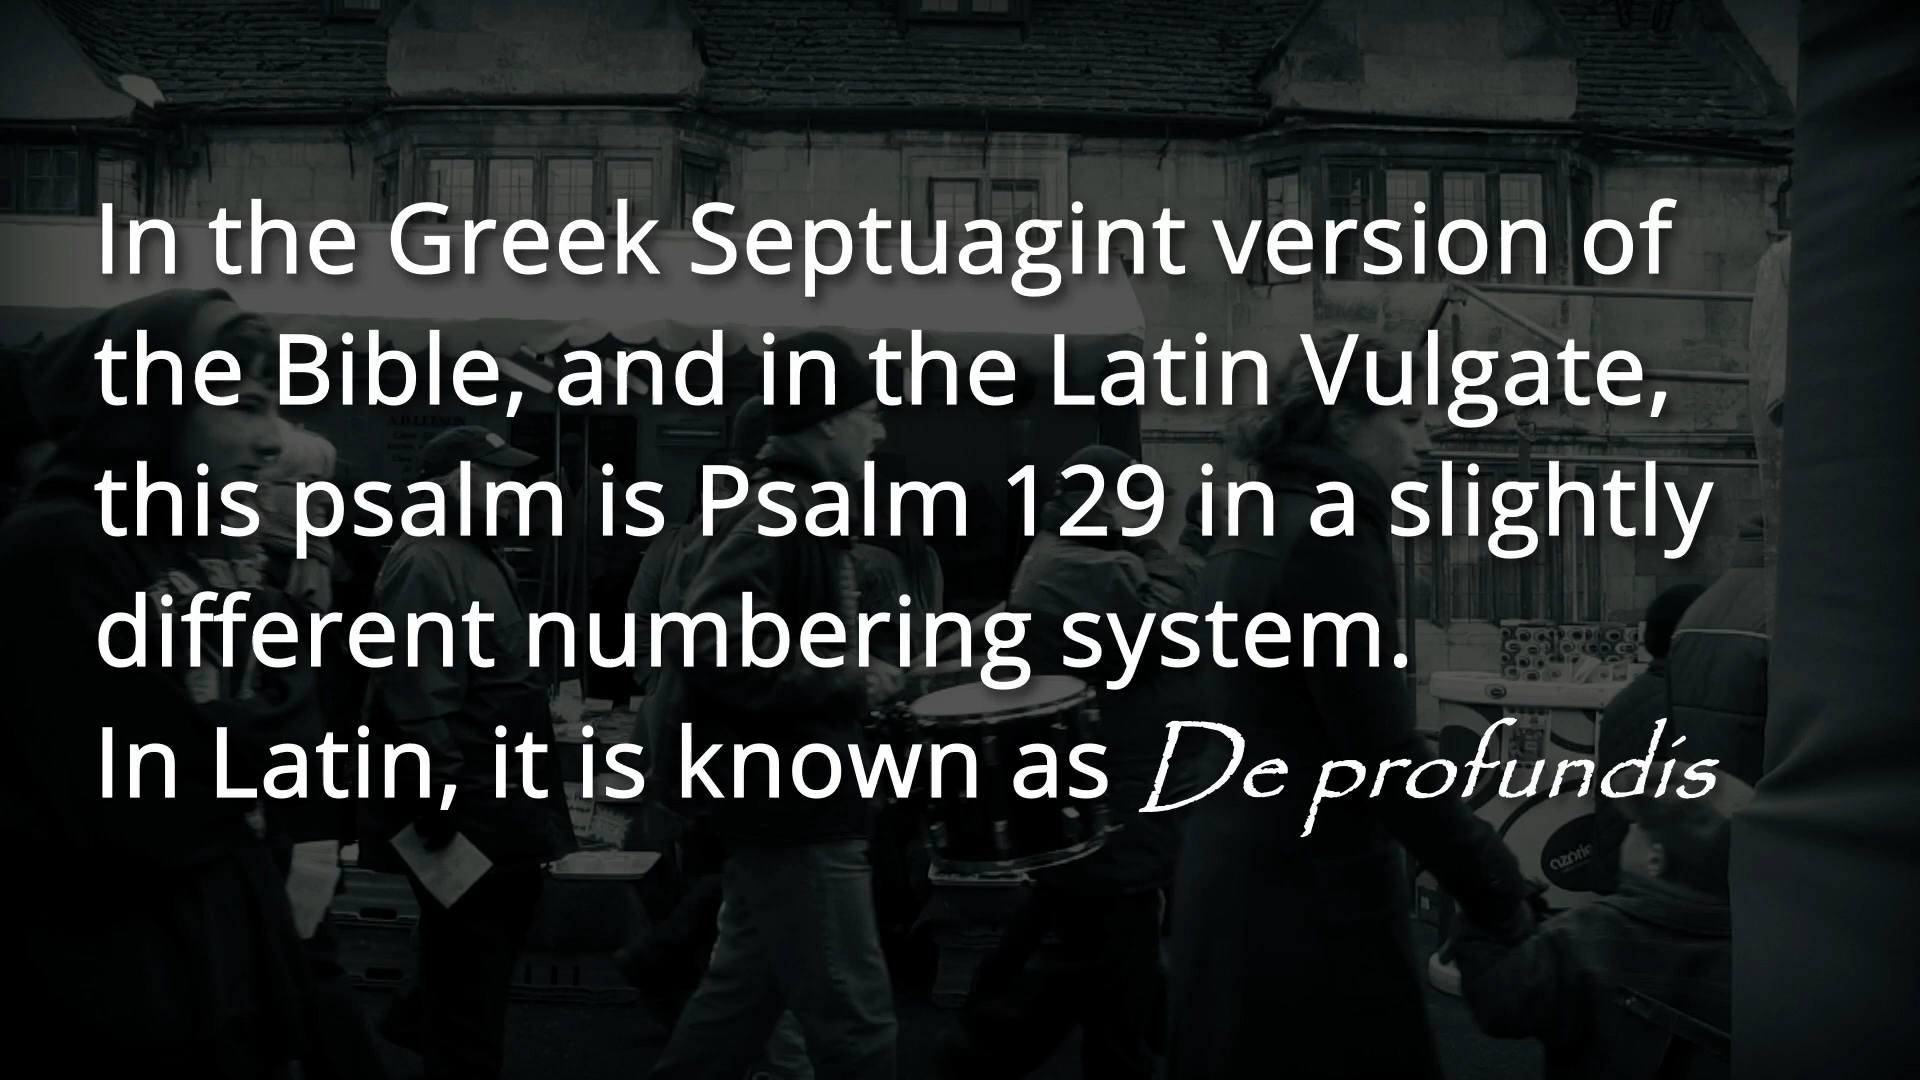 In the Greek Septuagint version of
the Bible, and in the Latin Vulgate,
this psalm is Psalm 129 in a slightly
different numbering system.
In Latin, it is known as De profundis
A.D.LEESON